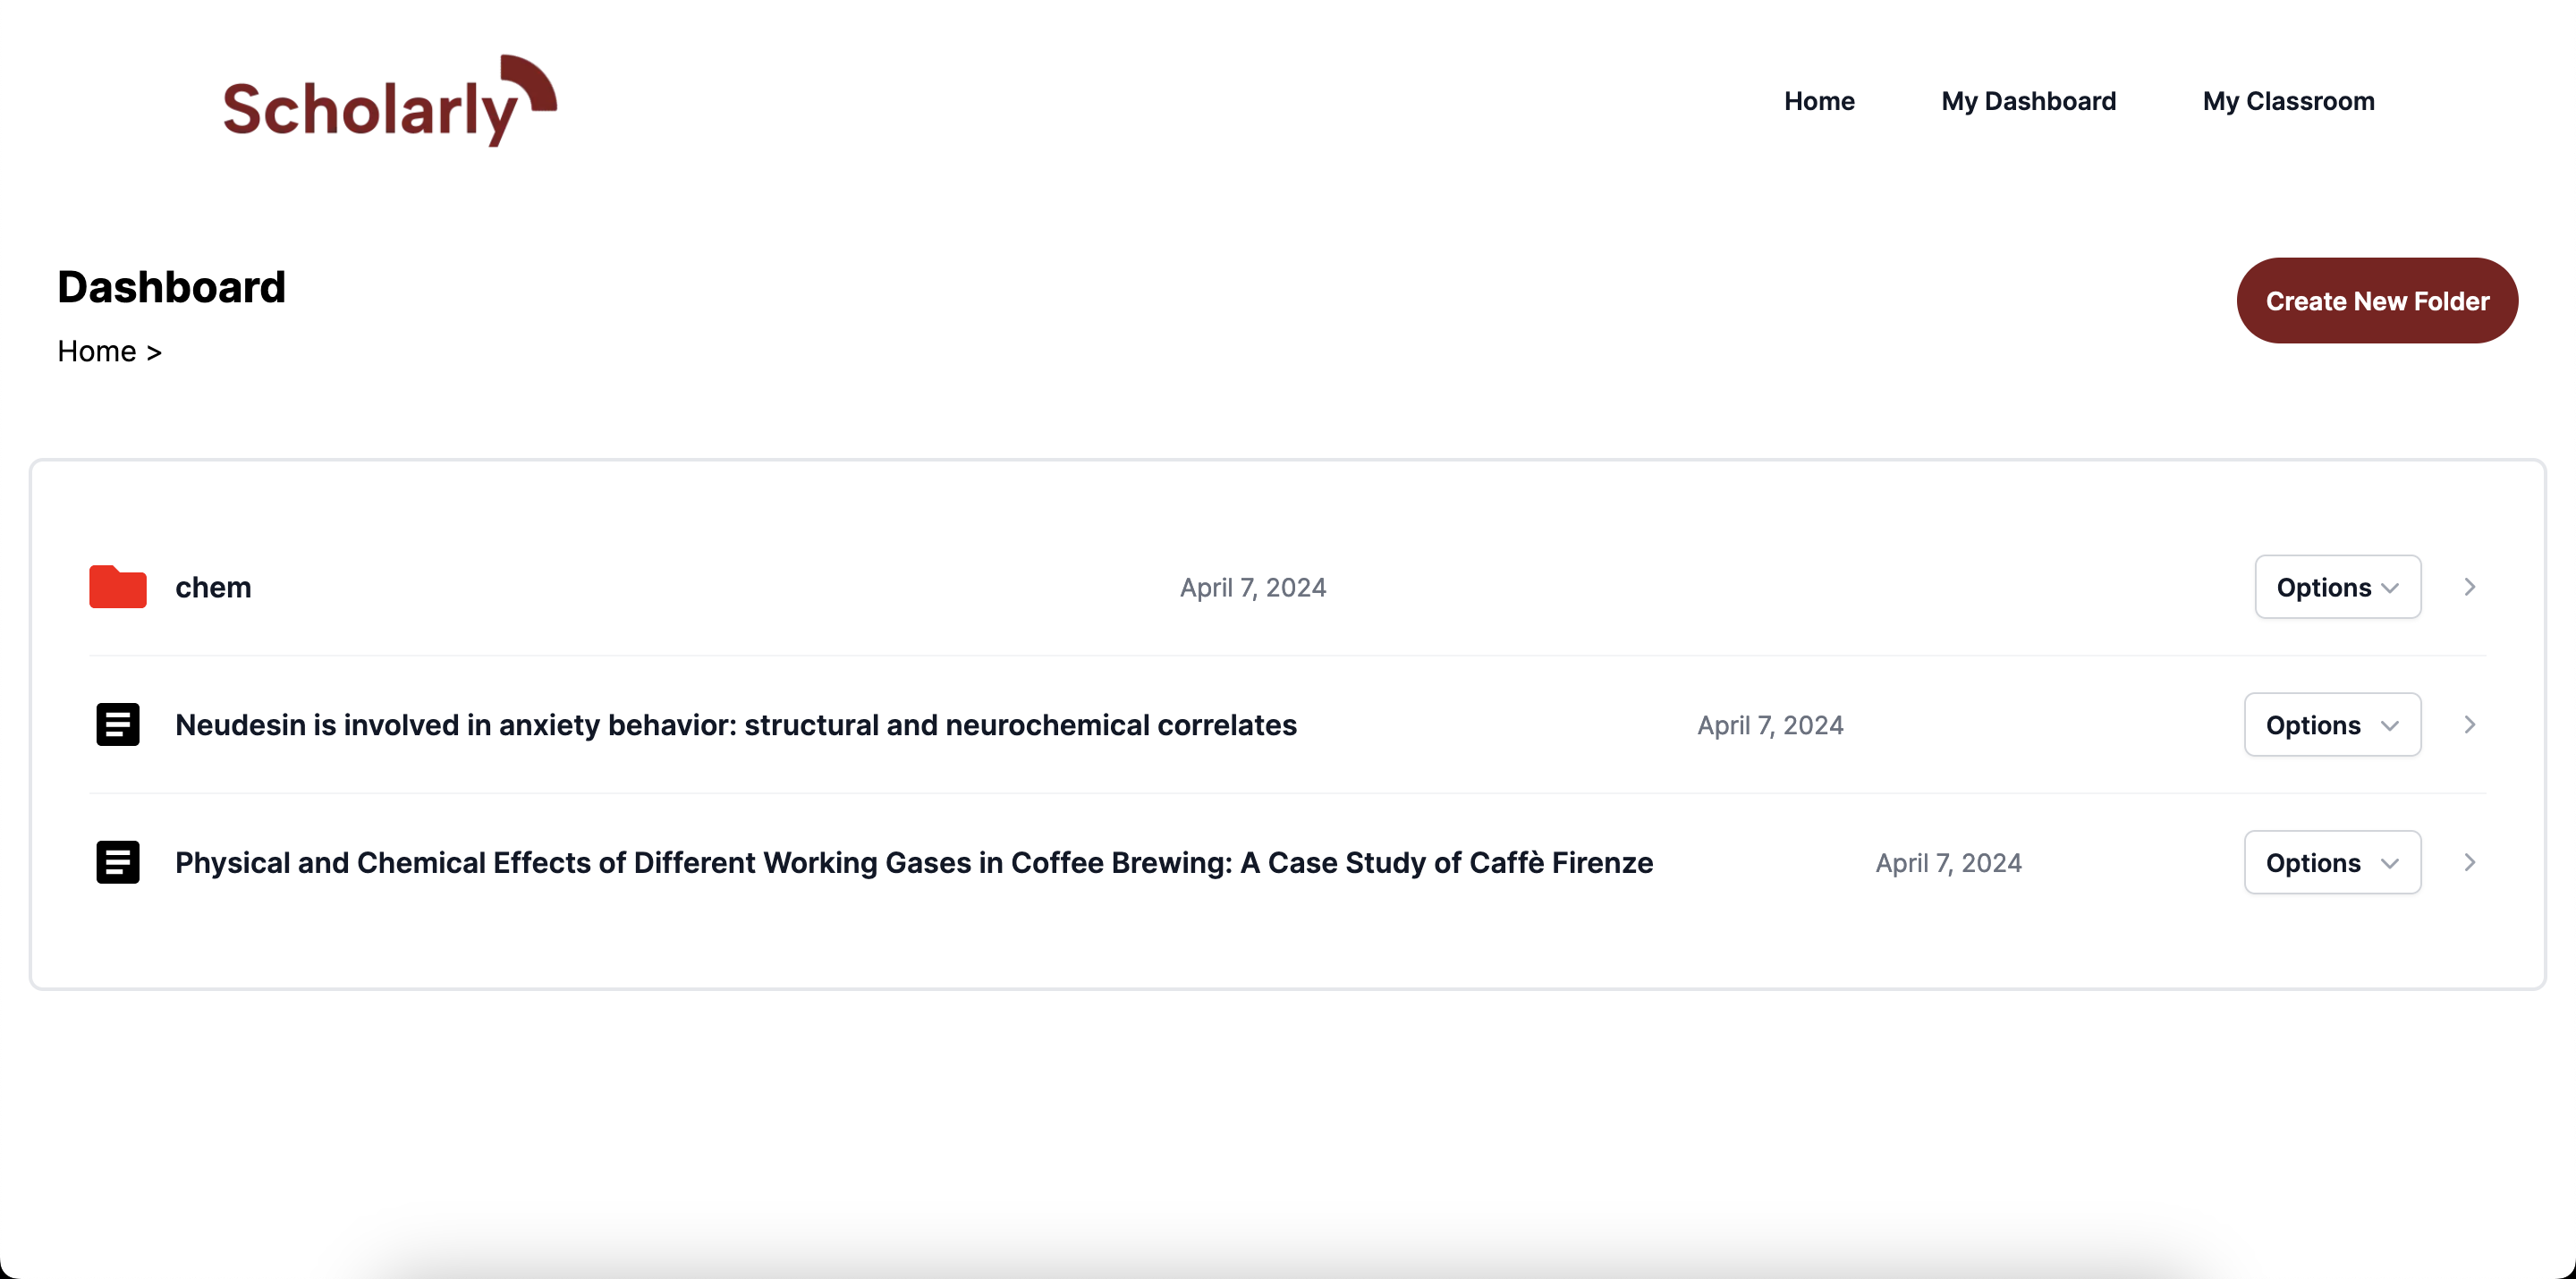 Scholarly
Home My Dashboard My Classroom
Dashboard
Create New Folder
Home >
chem April 7, 2024 Options
Neudesin is involved in anxiety behavior: structural and neurochemical correlates April 7, 2024 Options
Physical and Chemical Effects of Different Working Gases in Coffee Brewing: A Case Study of Caffè Firenze April 7, 2024 Options